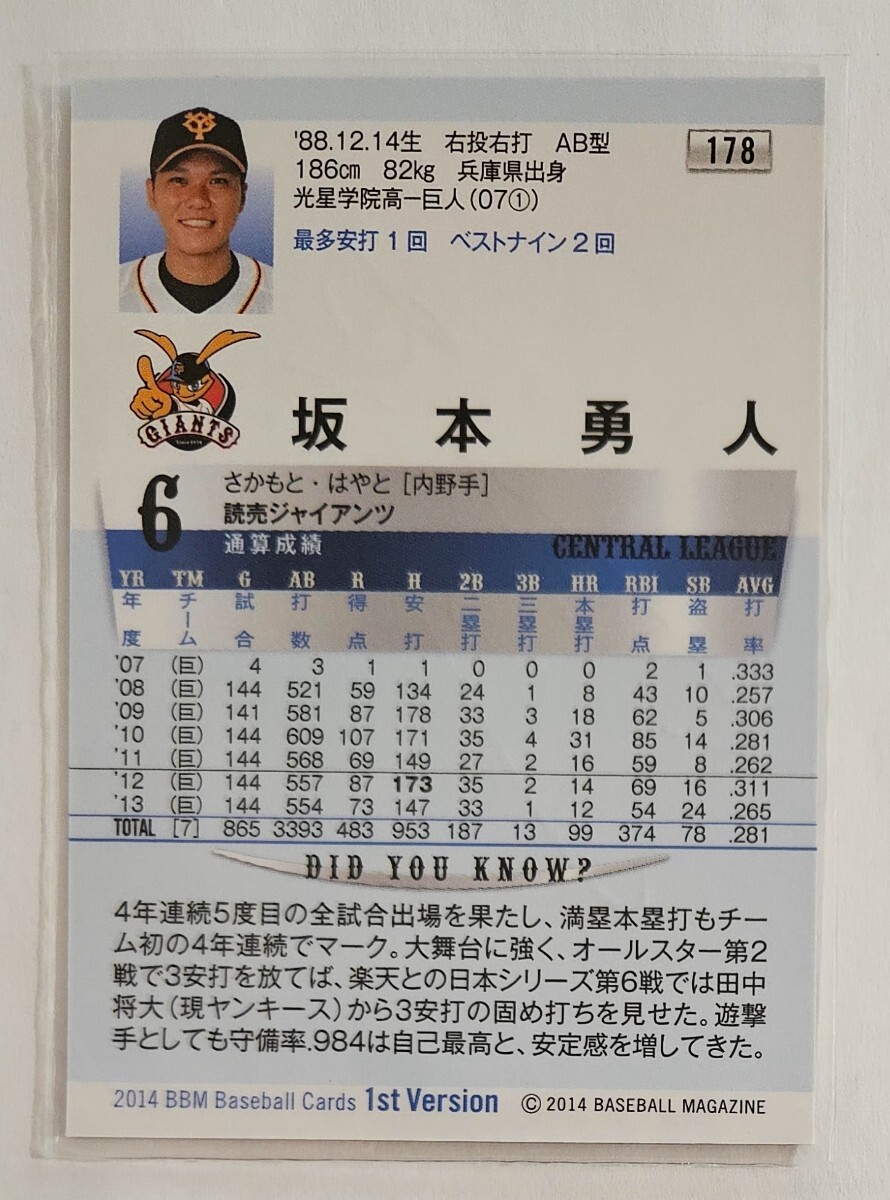 '88.12.14生 右投右打 AB型
178
186cm 82kg 兵庫県出身
光星学院高ー巨人(07①)
最多安打1回 ベストナイン2回
GIANTS
坂本勇人
6
さかもと・はやと [内野手]
読売ジャイアンツ
通算成績 CENTRAL LEAGUE
YR TM G AB R H 2B 3B HR RBI SB AVG
年度 チーム 試合 打数 得点 安打 二塁打 三塁打 本塁打 打点 盗塁 打率
'07 (巨) 4 3 1 1 0 0 0 2 1 .333
'08 (巨) 144 521 59 134 24 1 8 43 10 .257
'09 (巨) 141 581 87 178 33 3 18 62 5 .306
'10 (巨) 144 609 107 171 35 4 31 85 14 .281
'11 (巨) 144 568 69 149 27 2 16 59 8 .262
'12 (巨) 144 557 87 173 35 2 14 69 16 .311
'13 (巨) 144 554 73 147 33 1 12 54 24 .265
TOTAL [7] 865 3393 483 953 187 13 99 374 78 .281
DID YOU KNOW?
4年連続5度目の全試合出場を果たし、満塁本塁打もチー
ム初の4年連続でマーク。大舞台に強く、オールスター第2
戦で3安打を放てば、楽天との日本シリーズ第6戦では田中
将大(現ヤンキース)から3安打の固め打ちを見せた。遊撃
手としても守備率.984は自己最高と、安定感を増してきた。
2014 BBM Baseball Cards 1st Version © 2014 BASEBALL MAGAZINE